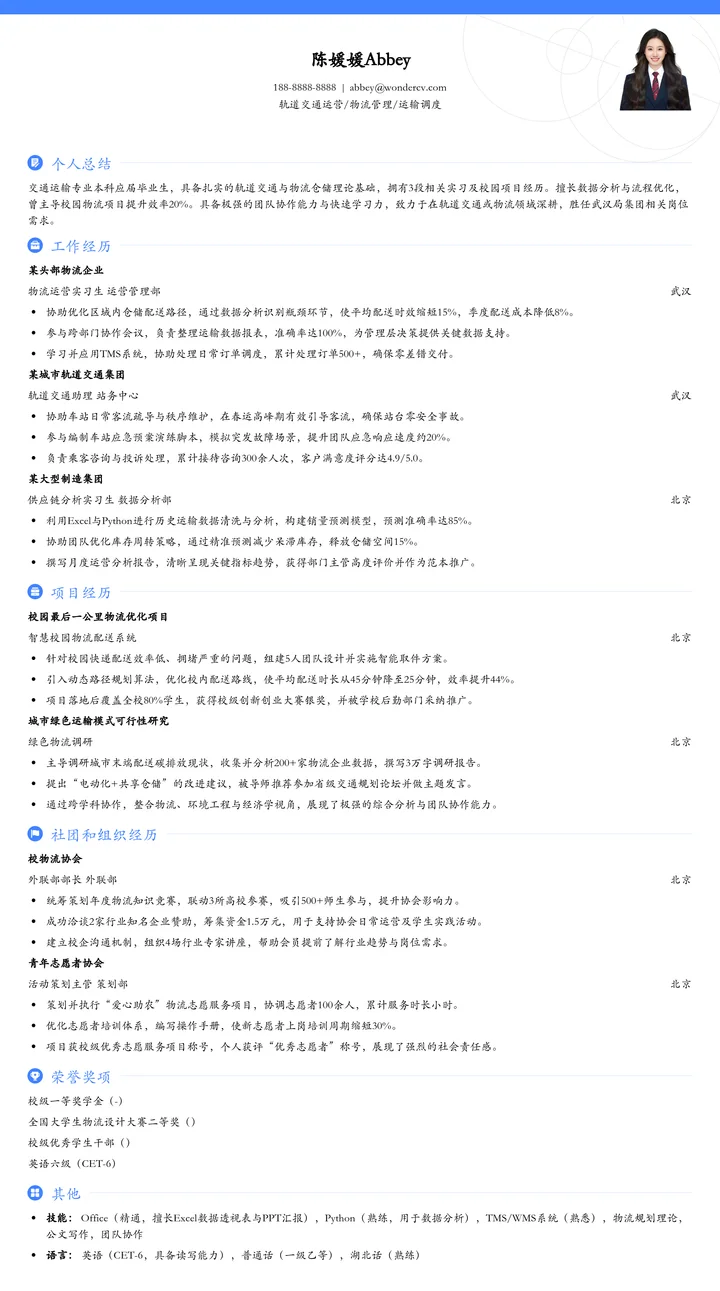 陈媛媛Abbey
188-8888-8888 | abbey@wondercv.com
轨道交通运营/物流管理/运输调度
个人总结
交通运输专业本科应届毕业生，具备扎实的轨道交通与物流仓储理论基础，拥有3段相关实习及校园项目经历。擅长数据分析与流程优化，
曾主导校园物流项目提升效率20%。具备极强的团队协作能力与快速学习力，致力于在轨道交通或物流领域深耕，胜任武汉局集团相关岗位
需求。
工作经历
某头部物流企业
物流运营实习生 运营管理部 武汉
• 协助优化区域内仓储配送路径，通过数据分析识别瓶颈环节，使平均配送时效缩短15%，季度配送成本降低8%。
• 参与跨部门协作会议，负责整理运输数据报表，准确率达100%，为管理层决策提供关键数据支持。
• 学习并应用TMS系统，协助处理日常订单调度，累计处理订单500+，确保零差错交付。
某城市轨道交通集团
轨道交通助理 站务中心 武汉
• 协助车站日常客流疏导与秩序维护，在春运高峰期有效引导客流，确保站台零安全事故。
• 参与编制车站应急预案演练脚本，模拟突发故障场景，提升团队应急响应速度约20%。
• 负责乘客咨询与投诉处理，累计接待咨询300余人次，客户满意度评分达4.9/5.0。
某大型制造集团
供应链分析实习生 数据分析部 北京
• 利用Excel与Python进行历史运输数据清洗与分析，构建销量预测模型，预测准确率达85%。
• 协助团队优化库存周转策略，通过精准预测减少呆滞库存，释放仓储空间15%。
• 撰写月度运营分析报告，清晰呈现关键指标趋势，获得部门主管高度评价并作为范本推广。
项目经历
校园最后一公里物流优化项目
智慧校园物流配送系统 北京
• 针对校园快递配送效率低、拥堵严重的问题，组建5人团队设计并实施智能取件方案。
• 引入动态路径规划算法，优化校内配送路线，使平均配送时长从45分钟降至25分钟，效率提升44%。
• 项目落地后覆盖全校80%学生，获得校级创新创业大赛银奖，并被学校后勤部门采纳推广。
城市绿色运输模式可行性研究
绿色物流调研 北京
• 主导调研城市末端配送碳排放现状，收集并分析200+家物流企业数据，撰写3万字调研报告。
• 提出“电动化+共享仓储”的改进建议，被导师推荐参加省级交通规划论坛并做主题发言。
• 通过跨学科协作，整合物流、环境工程与经济学视角，展现了极强的综合分析与团队协作能力。
社团和组织经历
校物流协会
外联部部长 外联部 北京
• 统筹策划年度物流知识竞赛，联动3所高校参赛，吸引500+师生参与，提升协会影响力。
• 成功洽谈2家行业知名企业赞助，筹集资金1.5万元，用于支持协会日常运营及学生实践活动。
• 建立校企沟通机制，组织4场行业专家讲座，帮助会员提前了解行业趋势与岗位需求。
青年志愿者协会
活动策划主管 策划部 北京
• 策划并执行“爱心助农”物流志愿服务项目，协调志愿者100余人，累计服务时长小时。
• 优化志愿者培训体系，编写操作手册，使新志愿者上岗培训周期缩短30%。
• 项目获校级优秀志愿服务项目称号，个人获评“优秀志愿者”称号，展现了强烈的社会责任感。
荣誉奖项
校级一等奖学金（-）
全国大学生物流设计大赛二等奖（）
校级优秀学生干部（）
英语六级（CET-6）
其他
• 技能： Office（精通，擅长Excel数据透视表与PPT汇报），Python（熟练，用于数据分析），TMS/WMS系统（熟悉），物流规划理论，
公文写作，团队协作
• 语言： 英语（CET-6，具备读写能力），普通话（一级乙等），湖北话（熟练）